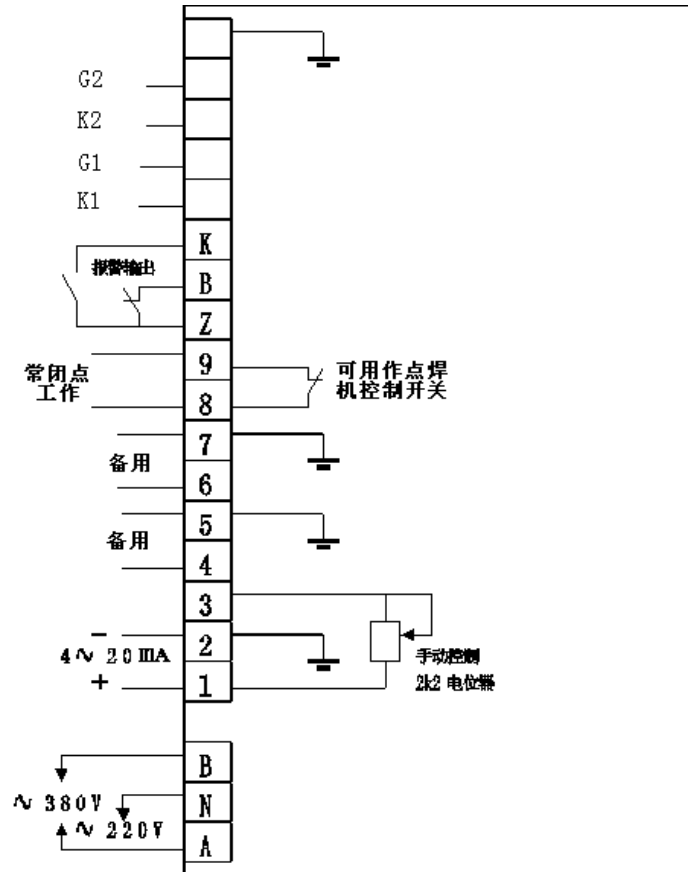 G2
K2
G1
K1
K
报警输出
B
Z
9
常闭点
工作
可用作点焊
机控制开关
8
7
备用
6
5
备用
4
3
−
2
4～20mA
手动控制
+
1
2k2 电位器
B
～380V
N
～220V
A